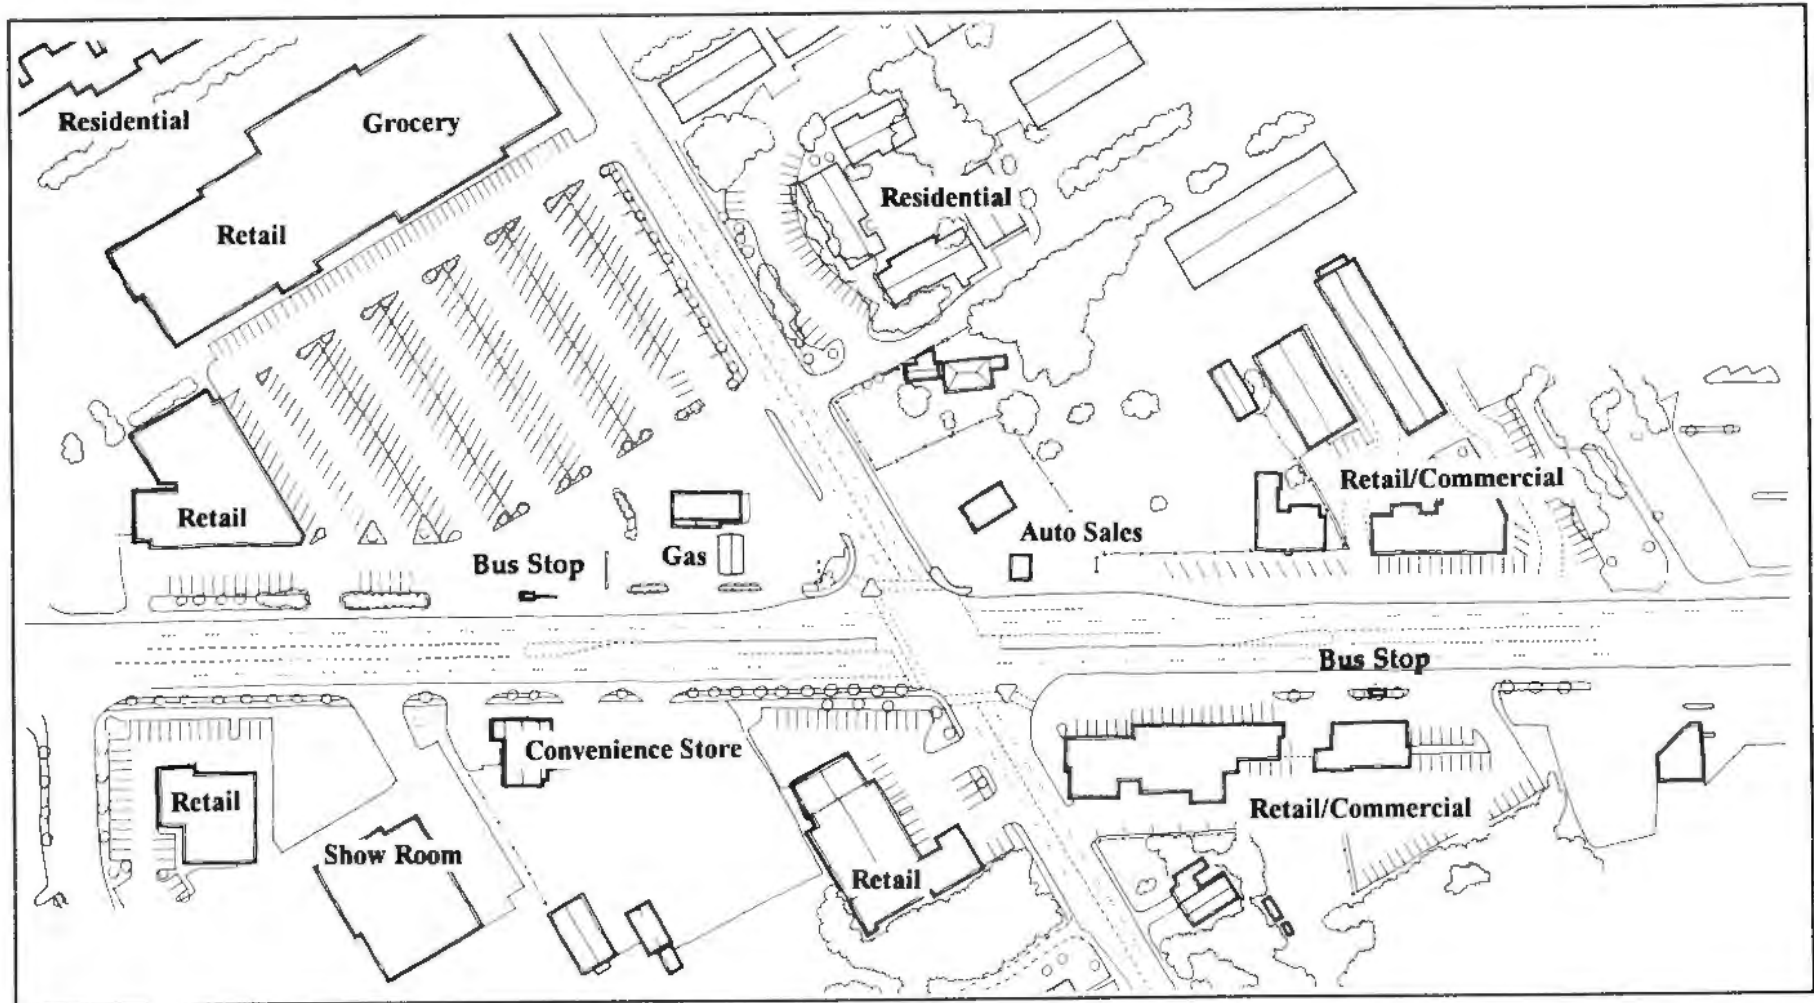 Residential
Grocery
Residential
Retail
Retail/Commercial
Retail
Auto Sales
Bus Stop
Gas
Bus Stop
Convenience Store
Retail
Retail/Commercial
Show Room
Retail